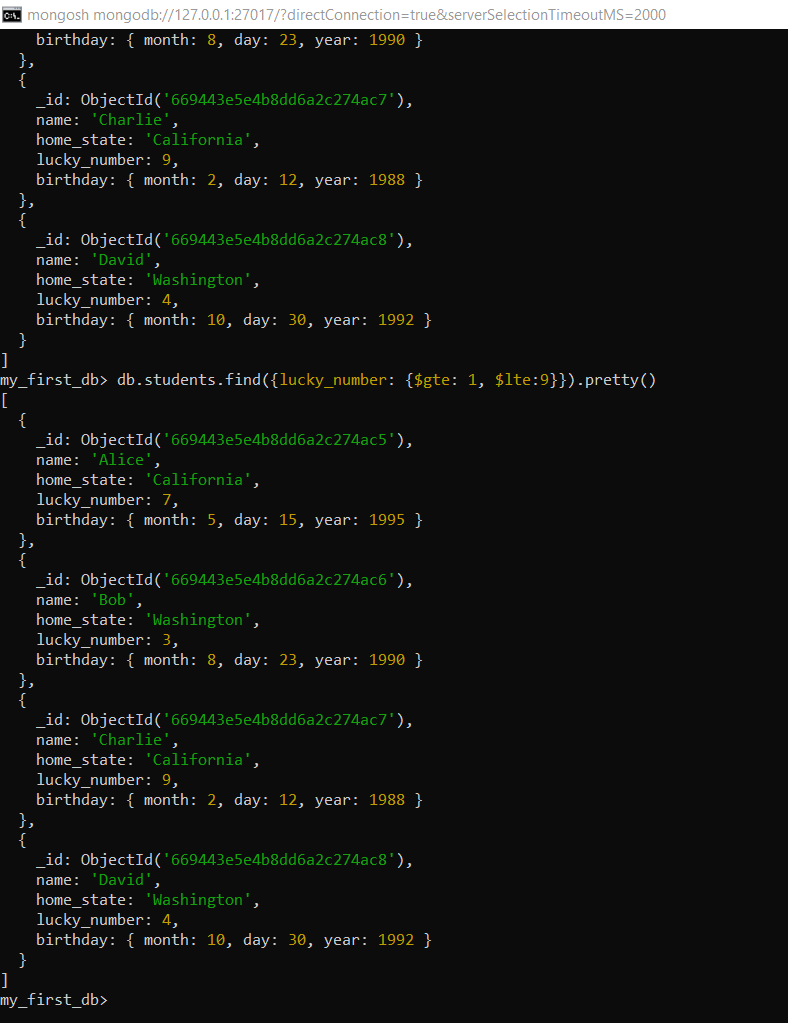 mongosh mongodb://127.0.0.1:27017/?directConnection=true&serverSelectionTimeoutMS=2000
    birthday: { month: 8, day: 23, year: 1990 }
  },
  {
    _id: ObjectId('669443e5e4b8dd6a2c274ac7'),
    name: 'Charlie',
    home_state: 'California',
    lucky_number: 9,
    birthday: { month: 2, day: 12, year: 1988 }
  },
  {
    _id: ObjectId('669443e5e4b8dd6a2c274ac8'),
    name: 'David',
    home_state: 'Washington',
    lucky_number: 4,
    birthday: { month: 10, day: 30, year: 1992 }
  }
]
my_first_db> db.students.find({lucky_number: {$gte: 1, $lte:9}}).pretty()
[
  {
    _id: ObjectId('669443e5e4b8dd6a2c274ac5'),
    name: 'Alice',
    home_state: 'California',
    lucky_number: 7,
    birthday: { month: 5, day: 15, year: 1995 }
  },
  {
    _id: ObjectId('669443e5e4b8dd6a2c274ac6'),
    name: 'Bob',
    home_state: 'Washington',
    lucky_number: 3,
    birthday: { month: 8, day: 23, year: 1990 }
  },
  {
    _id: ObjectId('669443e5e4b8dd6a2c274ac7'),
    name: 'Charlie',
    home_state: 'California',
    lucky_number: 9,
    birthday: { month: 2, day: 12, year: 1988 }
  },
  {
    _id: ObjectId('669443e5e4b8dd6a2c274ac8'),
    name: 'David',
    home_state: 'Washington',
    lucky_number: 4,
    birthday: { month: 10, day: 30, year: 1992 }
  }
]
my_first_db>